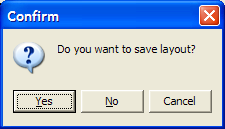 Confirm
Do you want to save layout?
Yes
No
Cancel